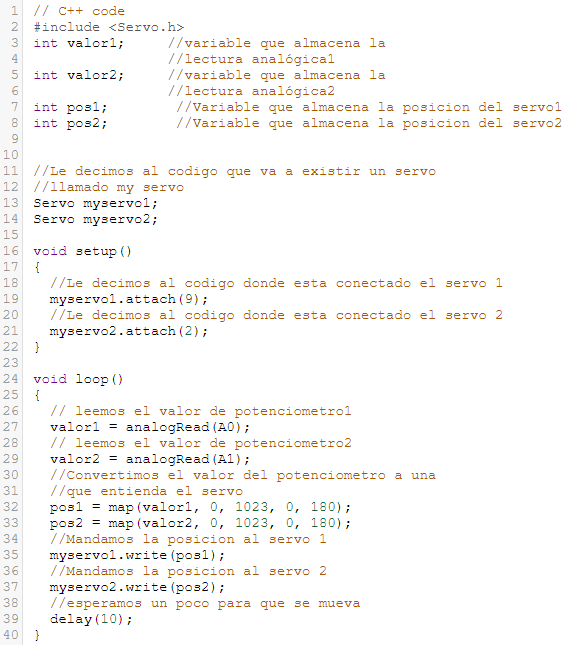 1 // C++ code
2 #include <Servo.h>
3 int valor1;     //variable que almacena la
4                 //lectura analógica1
5 int valor2;     //variable que almacena la
6                 //lectura analógica2
7 int pos1;        //Variable que almacena la posicion del servo1
8 int pos2;        //Variable que almacena la posicion del servo2
9
10
11 //Le decimos al codigo que va a existir un servo
12 //llamado my servo
13 Servo myservo1;
14 Servo myservo2;
15
16 void setup()
17 {
18   //Le decimos al codigo donde esta conectado el servo 1
19   myservo1.attach(9);
20   //Le decimos al codigo donde esta conectado el servo 2
21   myservo2.attach(2);
22 }
23
24 void loop()
25 {
26   // leemos el valor de potenciometro1
27   valor1 = analogRead(A0);
28   // leemos el valor de potenciometro2
29   valor2 = analogRead(A1);
30   //Convertimos el valor del potenciometro a una
31   //que entienda el servo
32   pos1 = map(valor1, 0, 1023, 0, 180);
33   pos2 = map(valor2, 0, 1023, 0, 180);
34   //Mandamos la posicion al servo 1
35   myservo1.write(pos1);
36   //Mandamos la posicion al servo 2
37   myservo2.write(pos2);
38   //esperamos un poco para que se mueva
39   delay(10);
40 }